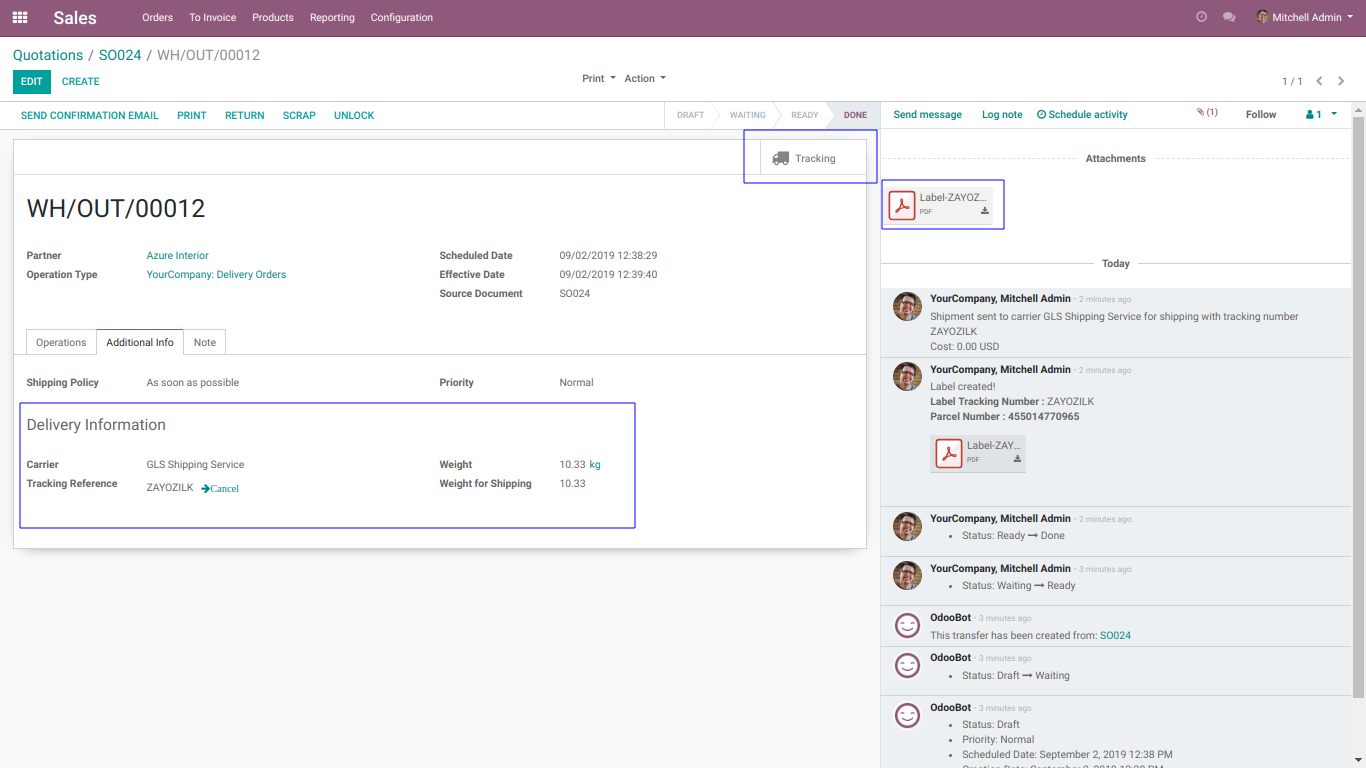 Sales Orders To Invoice Products Reporting Configuration Mitchell Admin
Quotations / SO024 / WH/OUT/00012
EDIT CREATE Print Action 1 / 1
SEND CONFIRMATION EMAIL PRINT RETURN SCRAP UNLOCK DRAFT WAITING READY DONE
Tracking
WH/OUT/00012
Partner Azure Interior Scheduled Date 09/02/2019 12:38:29
Operation Type YourCompany: Delivery Orders Effective Date 09/02/2019 12:39:40
Source Document SO024
Operations Additional Info Note
Shipping Policy As soon as possible Priority Normal
Delivery Information
Carrier GLS Shipping Service Weight 10.33 kg
Tracking Reference ZAYOZILK Cancel Weight for Shipping 10.33
Send message Log note Schedule activity (1) Follow 1
Attachments
Label-ZAYOZ...
PDF
Today
YourCompany, Mitchell Admin - 2 minutes ago
Shipment sent to carrier GLS Shipping Service for shipping with tracking number
ZAYOZILK
Cost: 0.00 USD
YourCompany, Mitchell Admin - 2 minutes ago
Label created!
Label Tracking Number : ZAYOZILK
Parcel Number : 455014770965
Label-ZAY...
PDF
YourCompany, Mitchell Admin - 2 minutes ago
Status: Ready → Done
YourCompany, Mitchell Admin - 3 minutes ago
Status: Waiting → Ready
OdooBot - 3 minutes ago
This transfer has been created from: SO024
OdooBot - 3 minutes ago
Status: Draft → Waiting
OdooBot - 3 minutes ago
Status: Draft
Priority: Normal
Scheduled Date: September 2, 2019 12:38 PM